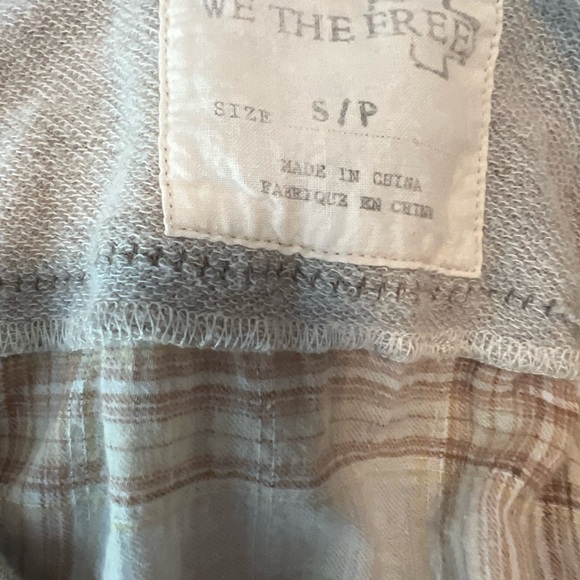 WE THE FREE
SIZE S/P
MADE IN CHINA
FABRIQUE EN CHINE